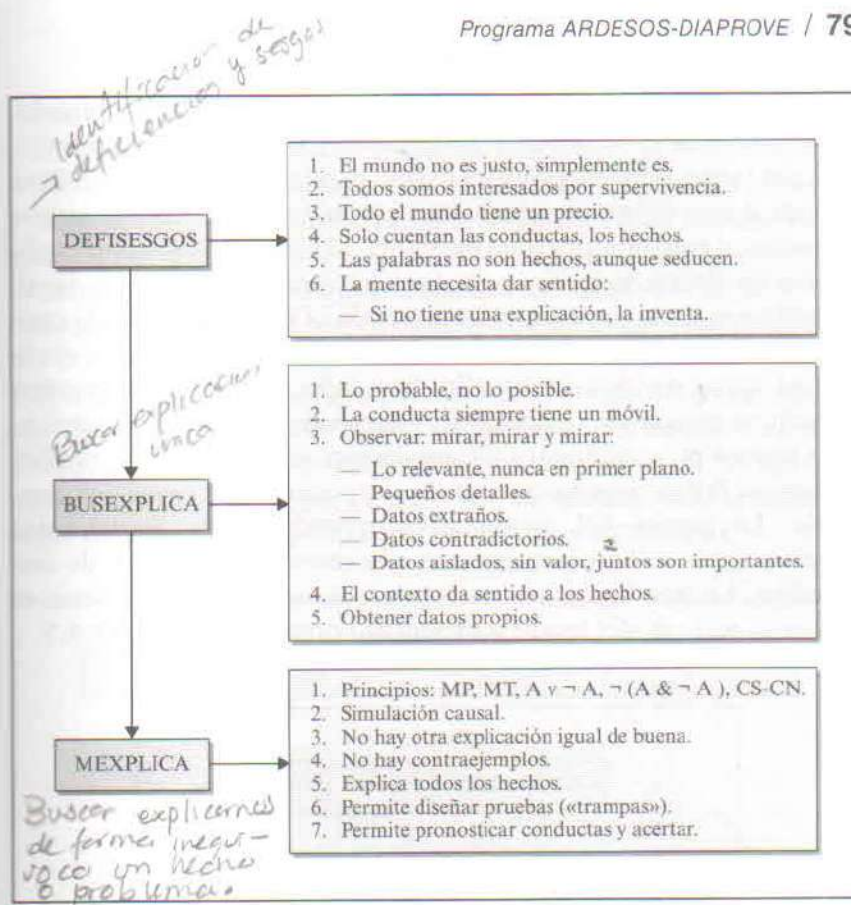 Programa ARDESOS-DIAPROVE / 79
Identificación de
deficiencias y sesgos
DEFISESGOS
1. El mundo no es justo, simplemente es.
2. Todos somos interesados por supervivencia.
3. Todo el mundo tiene un precio.
4. Solo cuentan las conductas, los hechos.
5. Las palabras no son hechos, aunque seducen.
6. La mente necesita dar sentido:
— Si no tiene una explicación, la inventa.
Buscar explicación
única
BUSEXPLICA
1. Lo probable, no lo posible.
2. La conducta siempre tiene un móvil.
3. Observar: mirar, mirar y mirar:
— Lo relevante, nunca en primer plano.
— Pequeños detalles.
— Datos extraños.
— Datos contradictorios.
— Datos aislados, sin valor, juntos son importantes.
4. El contexto da sentido a los hechos.
5. Obtener datos propios.
MEXPLICA
1. Principios: MP, MT, A v ¬ A, ¬ (A & ¬ A ), CS-CN.
2. Simulación causal.
3. No hay otra explicación igual de buena.
4. No hay contraejemplos.
5. Explica todos los hechos.
6. Permite diseñar pruebas («trampas»).
7. Permite pronosticar conductas y acertar.
Buscar explicarnos
de forma inequí-
voca un hecho
o problema.